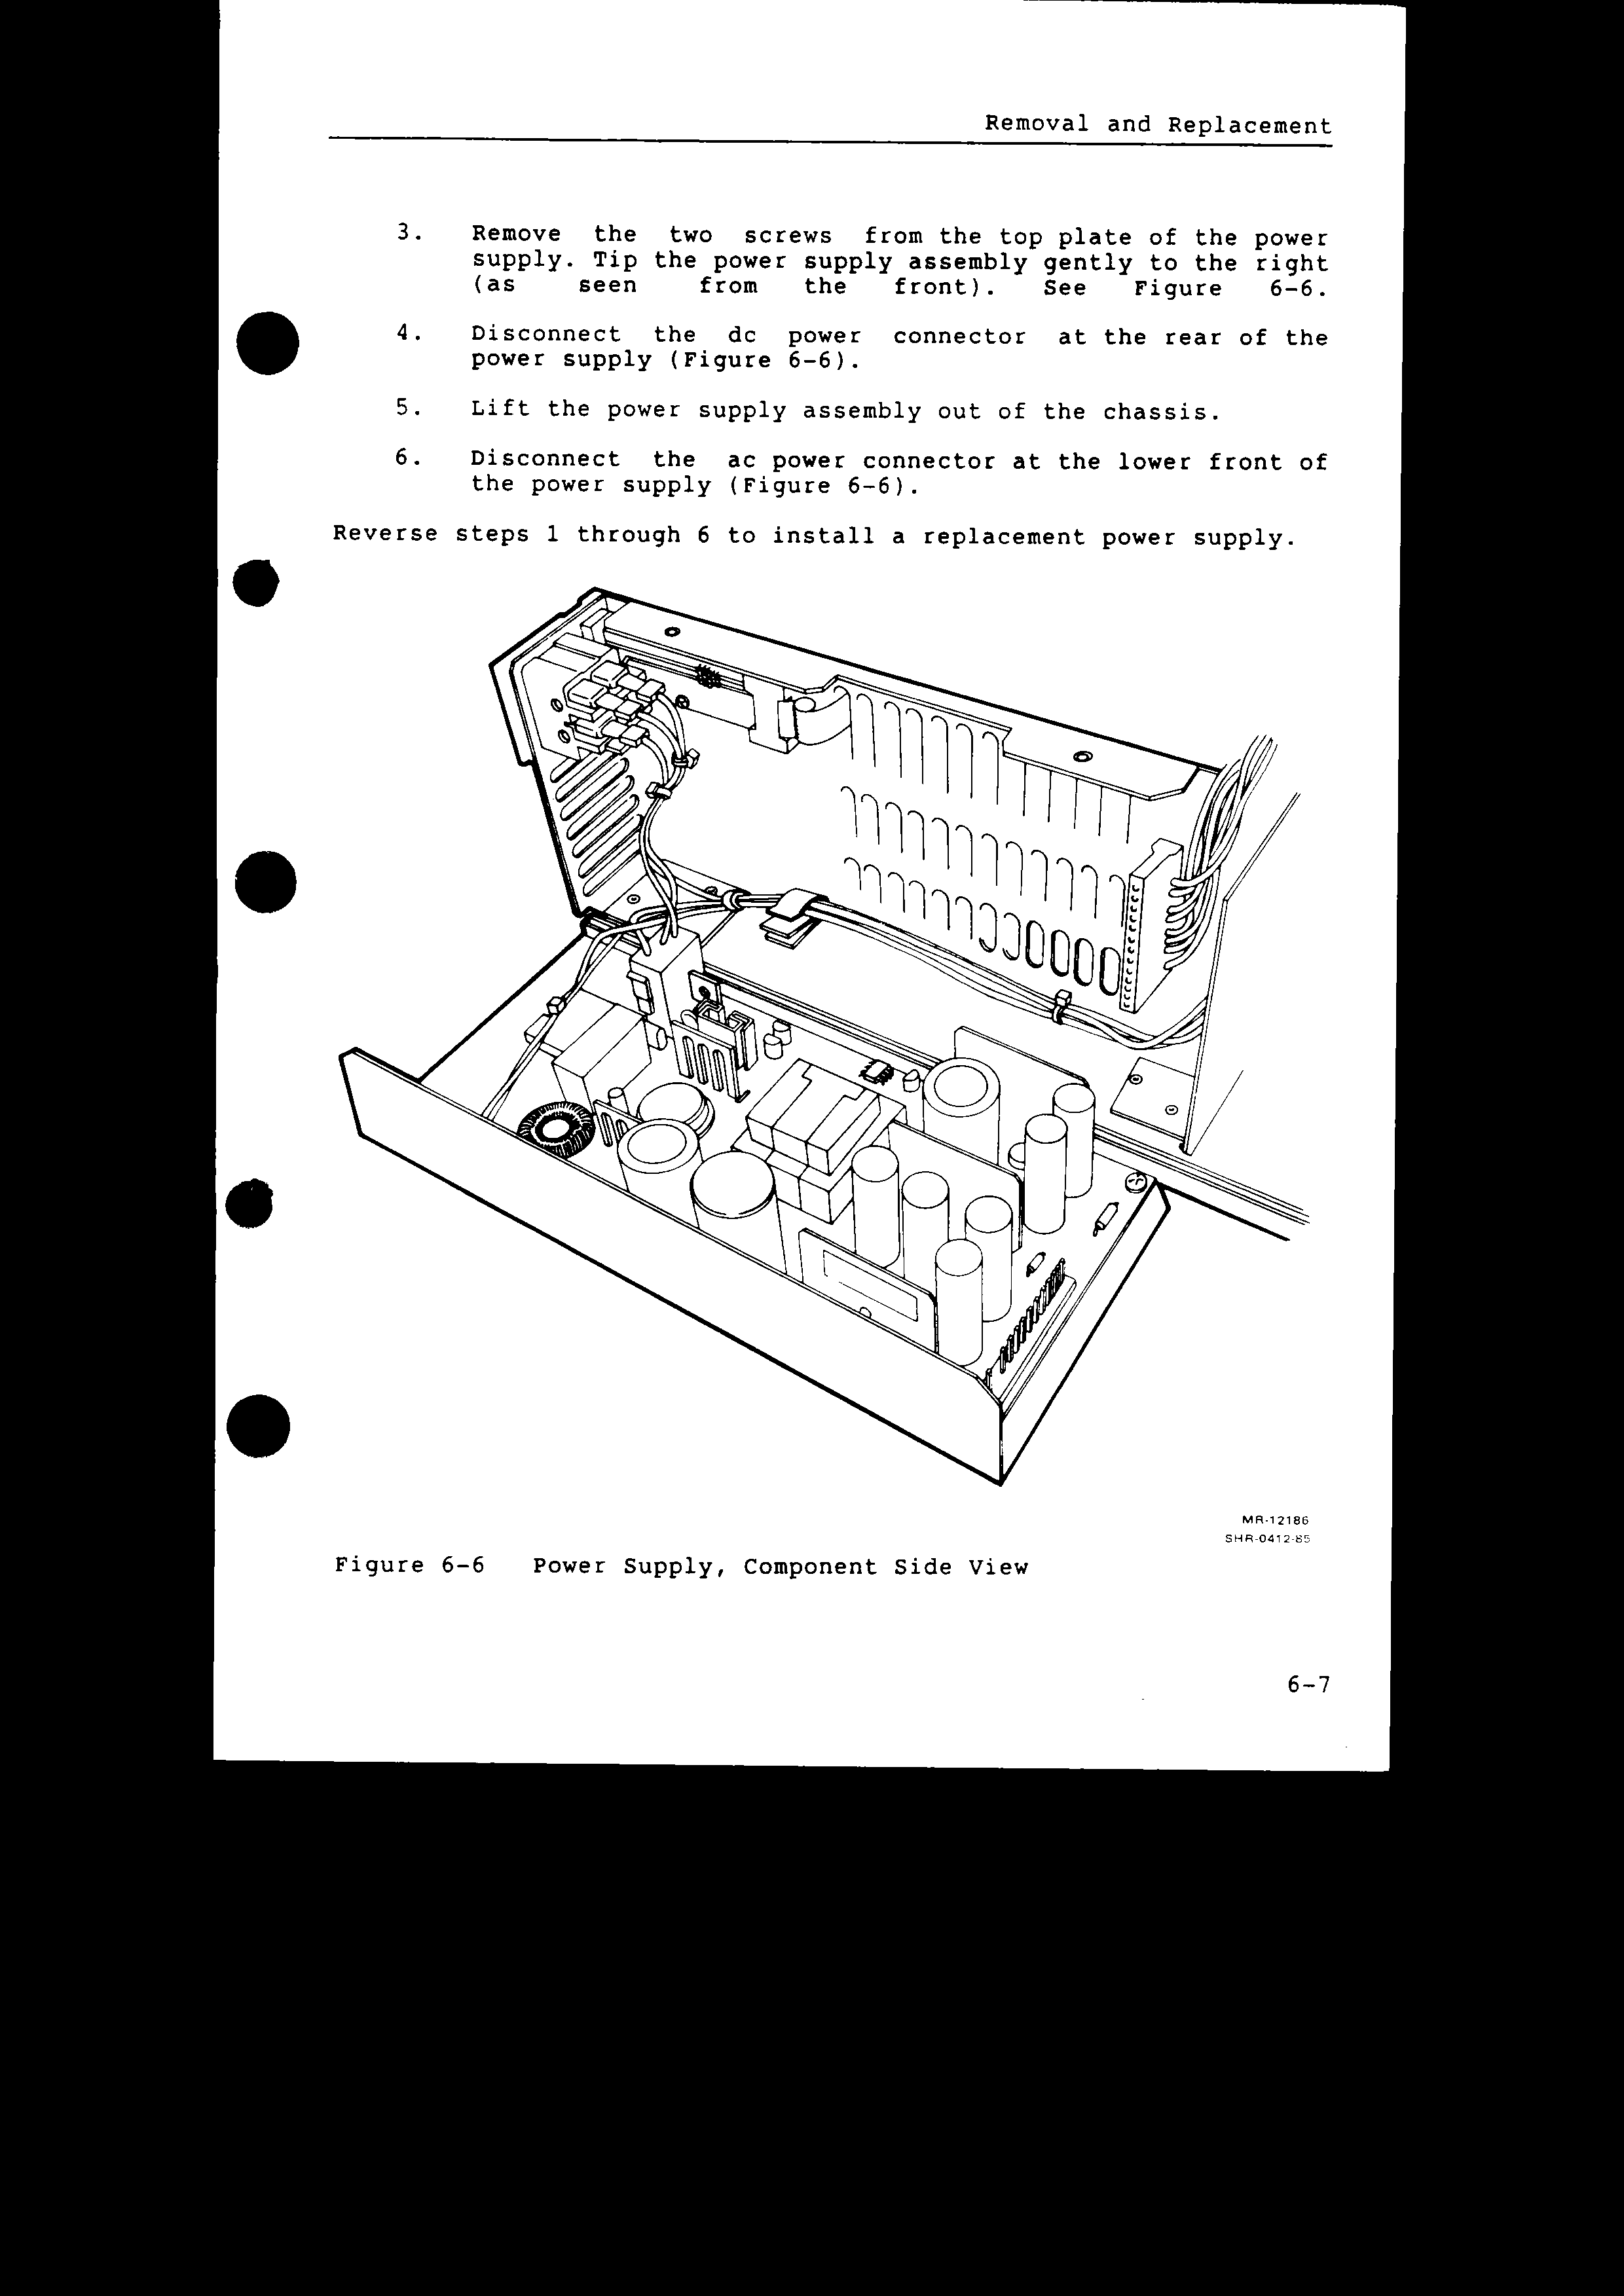 Removal and Replacement
3. Remove the two screws from the top plate of the power
supply. Tip the power supply assembly gently to the right
(as seen from the front). See Figure 6-6.
4. Disconnect the dc power connector at the rear of the
power supply (Figure 6-6).
5. Lift the power supply assembly out of the chassis.
6. Disconnect the ac power connector at the lower front of
the power supply (Figure 6-6).
Reverse steps 1 through 6 to install a replacement power supply.
MR-12186
SHR-0412-85
Figure 6-6 Power Supply, Component Side View
6-7